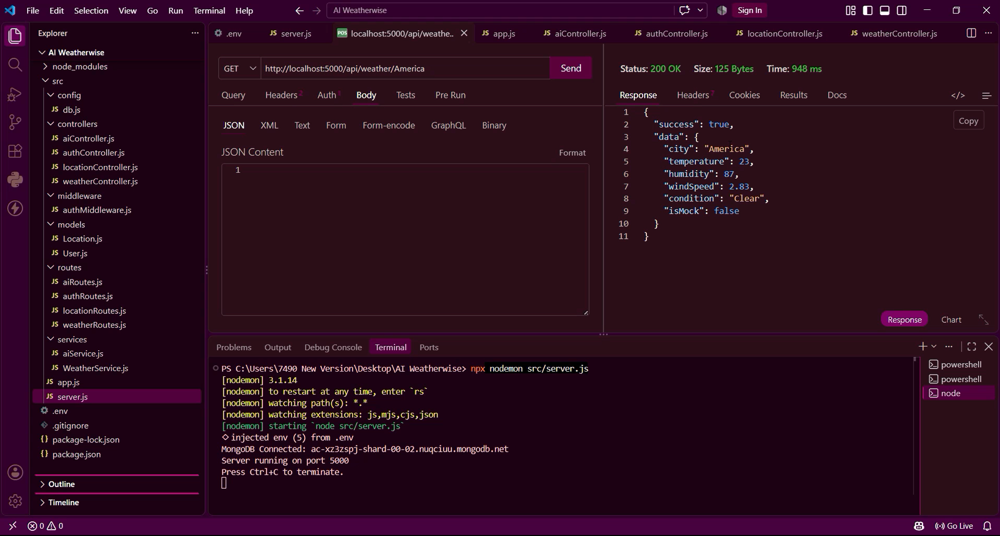 File Edit Selection View Go Run Terminal Help
AI Weatherwise
Sign In
Explorer
AI Weatherwise
node_modules
src
config
JS db.js
controllers
JS aiController.js
JS authController.js
JS locationController.js
JS weatherController.js
middleware
JS authMiddleware.js
models
JS Location.js
JS User.js
routes
JS aiRoutes.js
JS authRoutes.js
JS locationRoutes.js
JS weatherRoutes.js
services
JS aiService.js
JS WeatherService.js
JS app.js
JS server.js
.env
.gitignore
{} package-lock.json
{} package.json
Outline
Timeline
.env
JS server.js
POS localhost:5000/api/weathe..
JS app.js
JS aiController.js
JS authController.js
JS locationController.js
JS weatherController.js
GET http://localhost:5000/api/weather/America Send
Query Headers 2 Auth 1 Body Tests Pre Run
JSON XML Text Form Form-encode GraphQL Binary
JSON Content Format
1
Status: 200 OK Size: 125 Bytes Time: 948 ms
Response Headers 7 Cookies Results Docs </>
Copy
1 {
2 "success": true,
3 "data": {
4 "city": "America",
5 "temperature": 23,
6 "humidity": 87,
7 "windSpeed": 2.83,
8 "condition": "Clear",
9 "isMock": false
10 }
11 }
Response Chart
Problems Output Debug Console Terminal Ports
PS C:\Users\7490 New Version\Desktop\AI Weatherwise> npx nodemon src/server.js
[nodemon] 3.1.14
[nodemon] to restart at any time, enter `rs`
[nodemon] watching path(s): *.*
[nodemon] watching extensions: js,mjs,cjs,json
[nodemon] starting `node src/server.js`
◇ injected env (5) from .env
MongoDB Connected: ac-xz3zspj-shard-00-02.nuqciuu.mongodb.net
Server running on port 5000
Press Ctrl+C to terminate.
powershell
powershell
node
0 0
Go Live